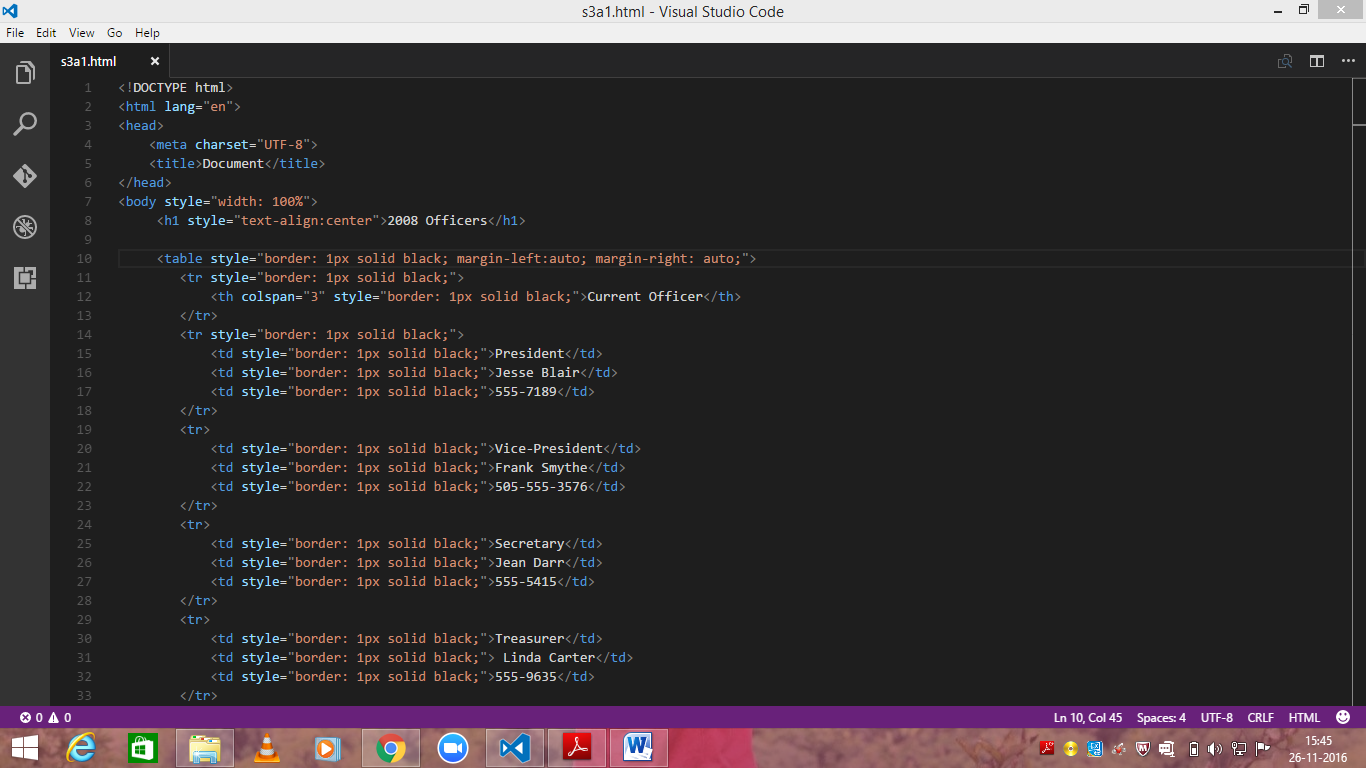 s3a1.html - Visual Studio Code
File Edit View Go Help
s3a1.html
1 <!DOCTYPE html>
2 <html lang="en">
3 <head>
4 <meta charset="UTF-8">
5 <title>Document</title>
6 </head>
7 <body style="width: 100%">
8 <h1 style="text-align:center">2008 Officers</h1>
9
10 <table style="border: 1px solid black; margin-left:auto; margin-right: auto;">
11 <tr style="border: 1px solid black;">
12 <th colspan="3" style="border: 1px solid black;">Current Officer</th>
13 </tr>
14 <tr style="border: 1px solid black;">
15 <td style="border: 1px solid black;">President</td>
16 <td style="border: 1px solid black;">Jesse Blair</td>
17 <td style="border: 1px solid black;">555-7189</td>
18 </tr>
19 <tr>
20 <td style="border: 1px solid black;">Vice-President</td>
21 <td style="border: 1px solid black;">Frank Smythe</td>
22 <td style="border: 1px solid black;">505-555-3576</td>
23 </tr>
24 <tr>
25 <td style="border: 1px solid black;">Secretary</td>
26 <td style="border: 1px solid black;">Jean Darr</td>
27 <td style="border: 1px solid black;">555-5415</td>
28 </tr>
29 <tr>
30 <td style="border: 1px solid black;">Treasurer</td>
31 <td style="border: 1px solid black;"> Linda Carter</td>
32 <td style="border: 1px solid black;">555-9635</td>
33 </tr>
0 0 Ln 10, Col 45 Spaces: 4 UTF-8 CRLF HTML
15:45
26-11-2016